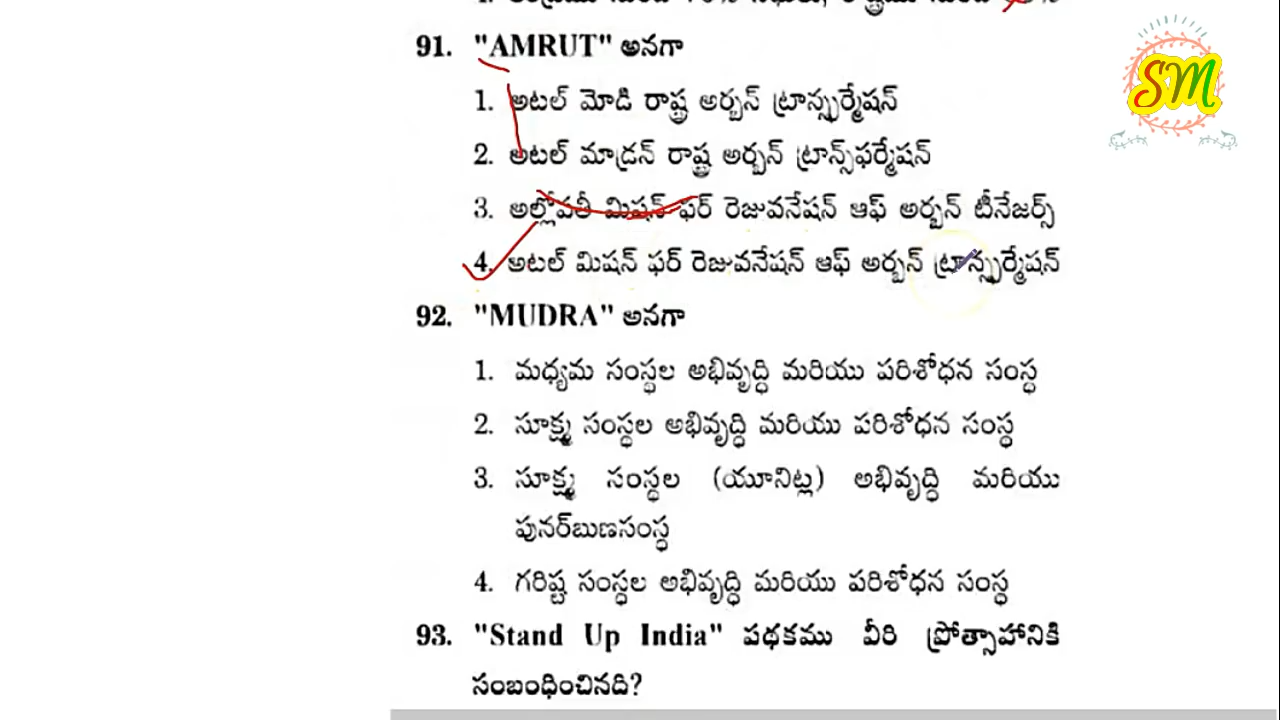 91. "AMRUT" అనగా
1. అటల్ మోడి రాష్ట్ర అర్బన్ ట్రాన్స్ఫర్మేషన్
2. అటల్ మాడ్రన్ రాష్ట్ర అర్బన్ ట్రాన్స్‌ఫర్మేషన్
3. అల్లోపతీ మిషన్ ఫర్ రెజువనేషన్ ఆఫ్ అర్బన్ టీనేజర్స్
4. అటల్ మిషన్ ఫర్ రెజువనేషన్ ఆఫ్ అర్బన్ ట్రాన్స్ఫర్మేషన్
92. "MUDRA" అనగా
1. మధ్యమ సంస్థల అభివృద్ధి మరియు పరిశోధన సంస్థ
2. సూక్ష్మ సంస్థల అభివృద్ధి మరియు పరిశోధన సంస్థ
3. సూక్ష్మ సంస్థల (యూనిట్ల) అభివృద్ధి మరియు
పునర్‌బుణసంస్థ
4. గరిష్ట సంస్థల అభివృద్ధి మరియు పరిశోధన సంస్థ
93. "Stand Up India" పథకము వీరి ప్రోత్సాహానికి
సంబంధించినది?
SM